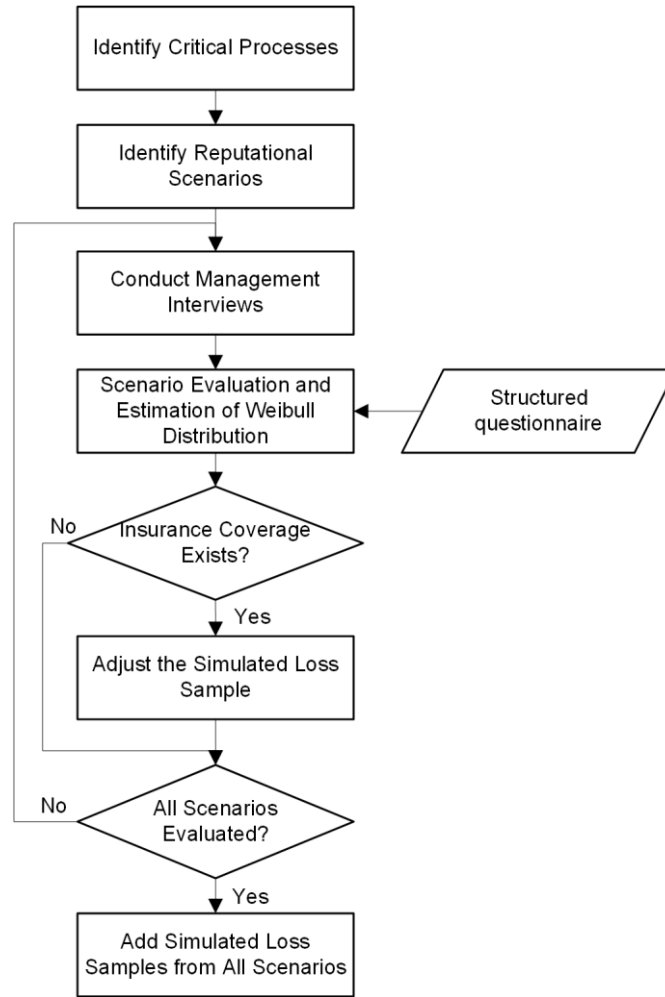 Identify Critical Processes
Identify Reputational
Scenarios
Conduct Management
Interviews
Scenario Evaluation and
Estimation of Weibull
Distribution
Structured
questionnaire
No
Insurance Coverage
Exists?
Yes
Adjust the Simulated Loss
Sample
No
All Scenarios
Evaluated?
Yes
Add Simulated Loss
Samples from All Scenarios